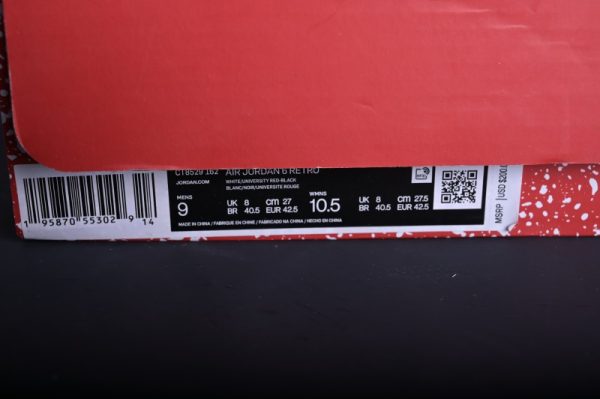 CT8529 162 AIR JORDAN 6 RETRO
JORDAN.COM WHITE/UNIVERSITY RED-BLACK
BLANC/NOIR/UNIVERSITE ROUGE
MENS 9 UK 8 CM 27 BR 40.5 EUR 42.5
WMNS 10.5 UK 8 CM 27.5 BR 40.5 EUR 42.5
MADE IN CHINA / FABRIQUE EN CHINE / FABRICADO NA CHINA / HECHO EN CHINA
1 95870 55302 9 14
MSRP USD